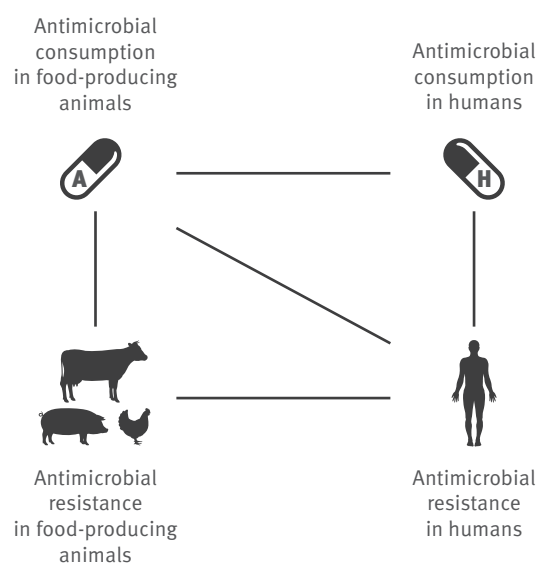 Antimicrobial
consumption
in food-producing
animals
Antimicrobial
consumption
in humans
A
H
Antimicrobial
resistance
in food-producing
animals
Antimicrobial
resistance
in humans